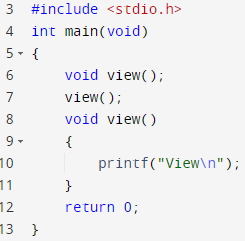 3 #include <stdio.h>
4 int main(void)
5 {
6     void view();
7     view();
8     void view()
9     {
10         printf("View\n");
11     }
12     return 0;
13 }